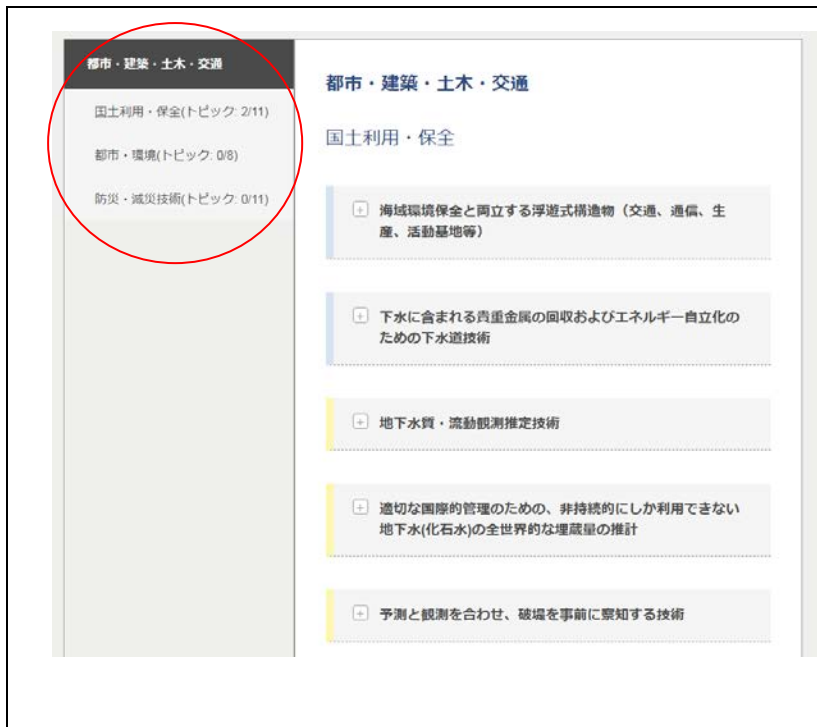 都市・建築・土木・交通
国土利用・保全(トピック: 2/11)
都市・環境(トピック: 0/8)
防災・減災技術(トピック: 0/11)
都市・建築・土木・交通
国土利用・保全
海域環境保全と両立する浮遊式構造物（交通、通信、生
産、活動基地等）
下水に含まれる貴重金属の回収およびエネルギー自立化の
ための下水道技術
地下水質・流動観測推定技術
適切な国際的管理のための、非持続的にしか利用できない
地下水(化石水)の全世界的な埋蔵量の推計
予測と観測を合わせ、破堤を事前に察知する技術